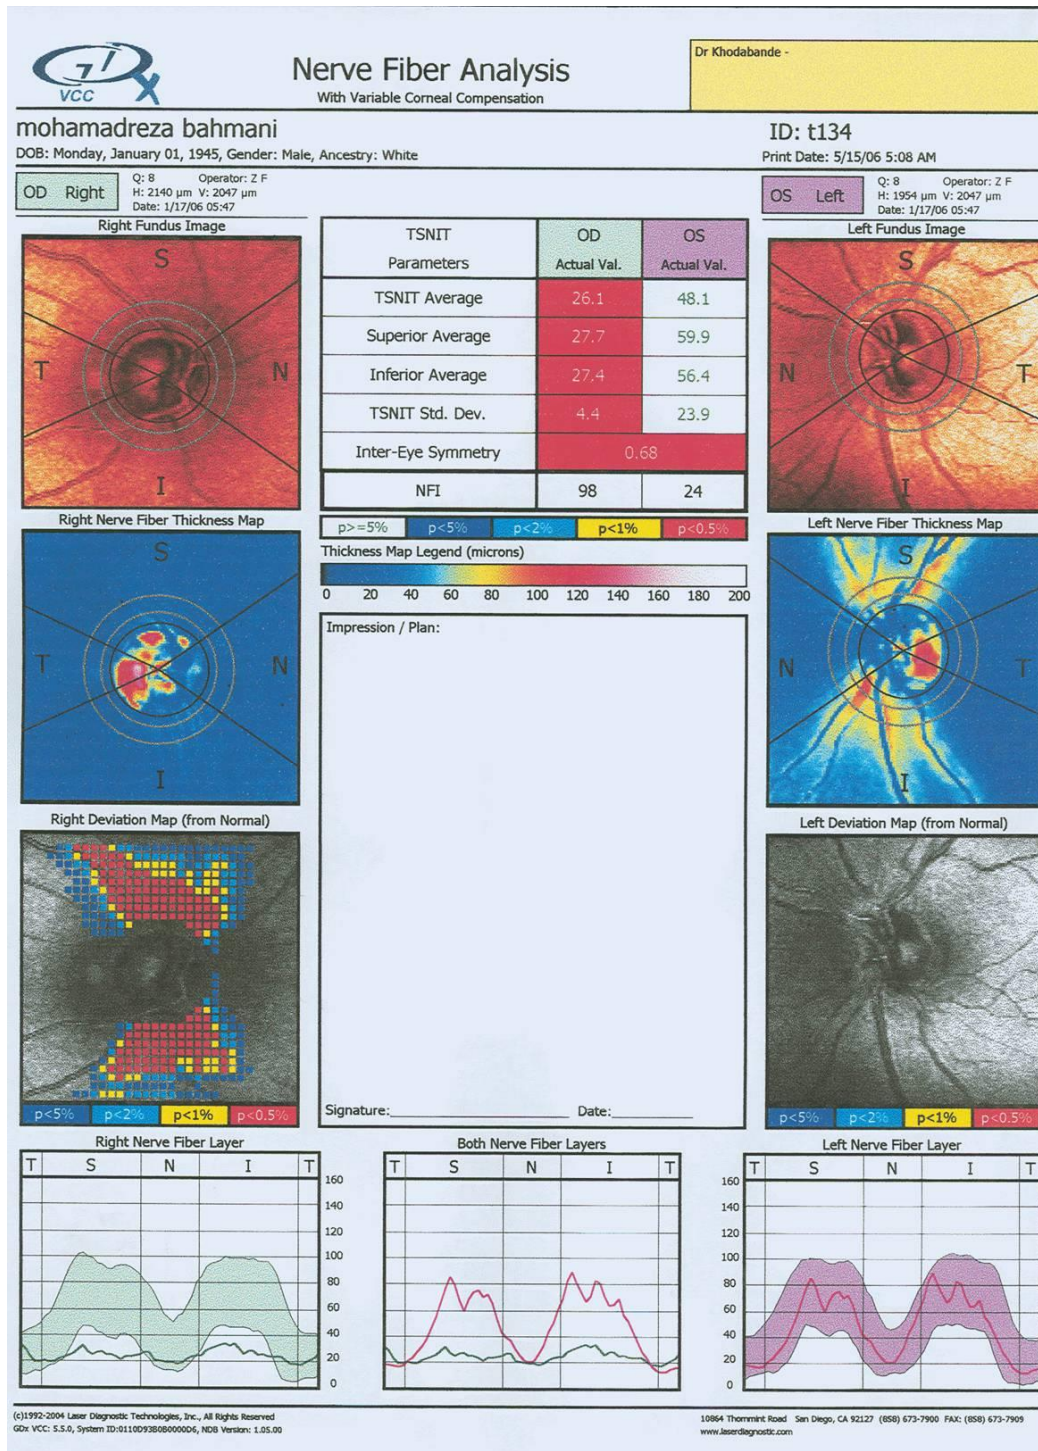 GDx
VCC
Nerve Fiber Analysis
With Variable Corneal Compensation
Dr Khodabande -
mohamadreza bahmani
ID: t134
DOB: Monday, January 01, 1945, Gender: Male, Ancestry: White
Print Date: 5/15/06 5:08 AM
OD Right
Q: 8 Operator: Z F
H: 2140 µm V: 2047 µm
Date: 1/17/06 05:47
OS Left
Q: 8 Operator: Z F
H: 1954 µm V: 2047 µm
Date: 1/17/06 05:47
Right Fundus Image
S
T
N
I
TSNIT Parameters
OD Actual Val.
OS Actual Val.
TSNIT Average 26.1 48.1
Superior Average 27.7 59.9
Inferior Average 27.4 56.4
TSNIT Std. Dev. 4.4 23.9
Inter-Eye Symmetry 0.68
NFI 98 24
p>=5% p<5% p<2% p<1% p<0.5%
Thickness Map Legend (microns)
0 20 40 60 80 100 120 140 160 180 200
Left Fundus Image
S
N
T
I
Right Nerve Fiber Thickness Map
S
T
N
I
Left Nerve Fiber Thickness Map
S
N
T
I
Impression / Plan:
Signature: Date:
Right Deviation Map (from Normal)
p<5% p<2% p<1% p<0.5%
Left Deviation Map (from Normal)
p<5% p<2% p<1% p<0.5%
Right Nerve Fiber Layer
T S N I T
160
140
120
100
80
60
40
20
0
Both Nerve Fiber Layers
T S N I T
Left Nerve Fiber Layer
T S N I T
160
140
120
100
80
60
40
20
0
(c)1992-2004 Laser Diagnostic Technologies, Inc., All Rights Reserved
GDx VCC: 5.5.0, System ID:0110D93B0B0000D6, NDB Version: 1.05.00
10864 Thornmint Road San Diego, CA 92127 (858) 673-7900 FAX: (858) 673-7909
www.laserdiagnostic.com